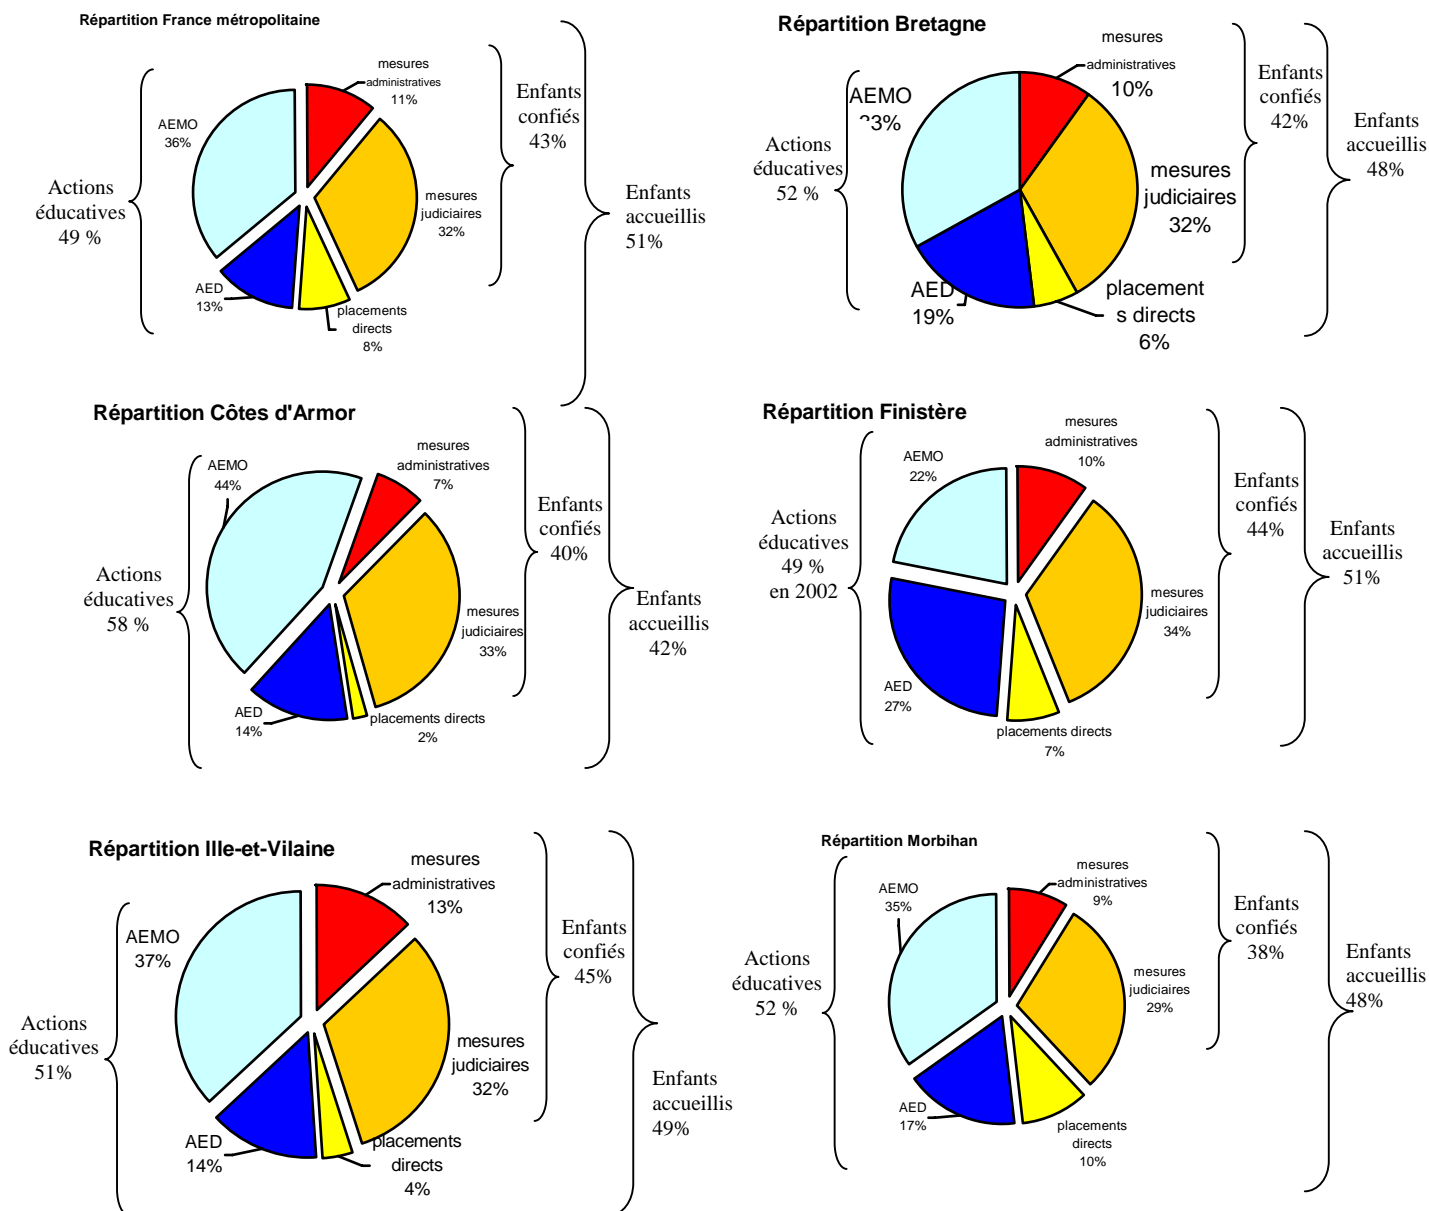 Répartition France métropolitaine
mesures
administratives
11%
AEMO
36%
Actions
éducatives
49 %
mesures
judiciaires
32%
AED
13%
placements
directs
8%
Enfants
confiés
43%
Enfants
accueillis
51%
Répartition Bretagne
mesures
administratives
10%
AEMO
33%
Actions
éducatives
52 %
mesures
judiciaires
32%
AED
19%
placement
s directs
6%
Enfants
confiés
42%
Enfants
accueillis
48%
Répartition Côtes d'Armor
mesures
administratives
7%
AEMO
44%
Actions
éducatives
58 %
mesures
judiciaires
33%
AED
14%
placements directs
2%
Enfants
confiés
40%
Enfants
accueillis
42%
Répartition Finistère
mesures
administratives
10%
AEMO
22%
Actions
éducatives
49 %
en 2002
mesures
judiciaires
34%
AED
27%
placements directs
7%
Enfants
confiés
44%
Enfants
accueillis
51%
Répartition Ille-et-Vilaine
mesures
administratives
13%
AEMO
37%
Actions
éducatives
51%
mesures
judiciaires
32%
AED
14%
placements
directs
4%
Enfants
confiés
45%
Enfants
accueillis
49%
Répartition Morbihan
mesures
administratives
9%
AEMO
35%
Actions
éducatives
52 %
mesures
judiciaires
29%
AED
17%
placements
directs
10%
Enfants
confiés
38%
Enfants
accueillis
48%